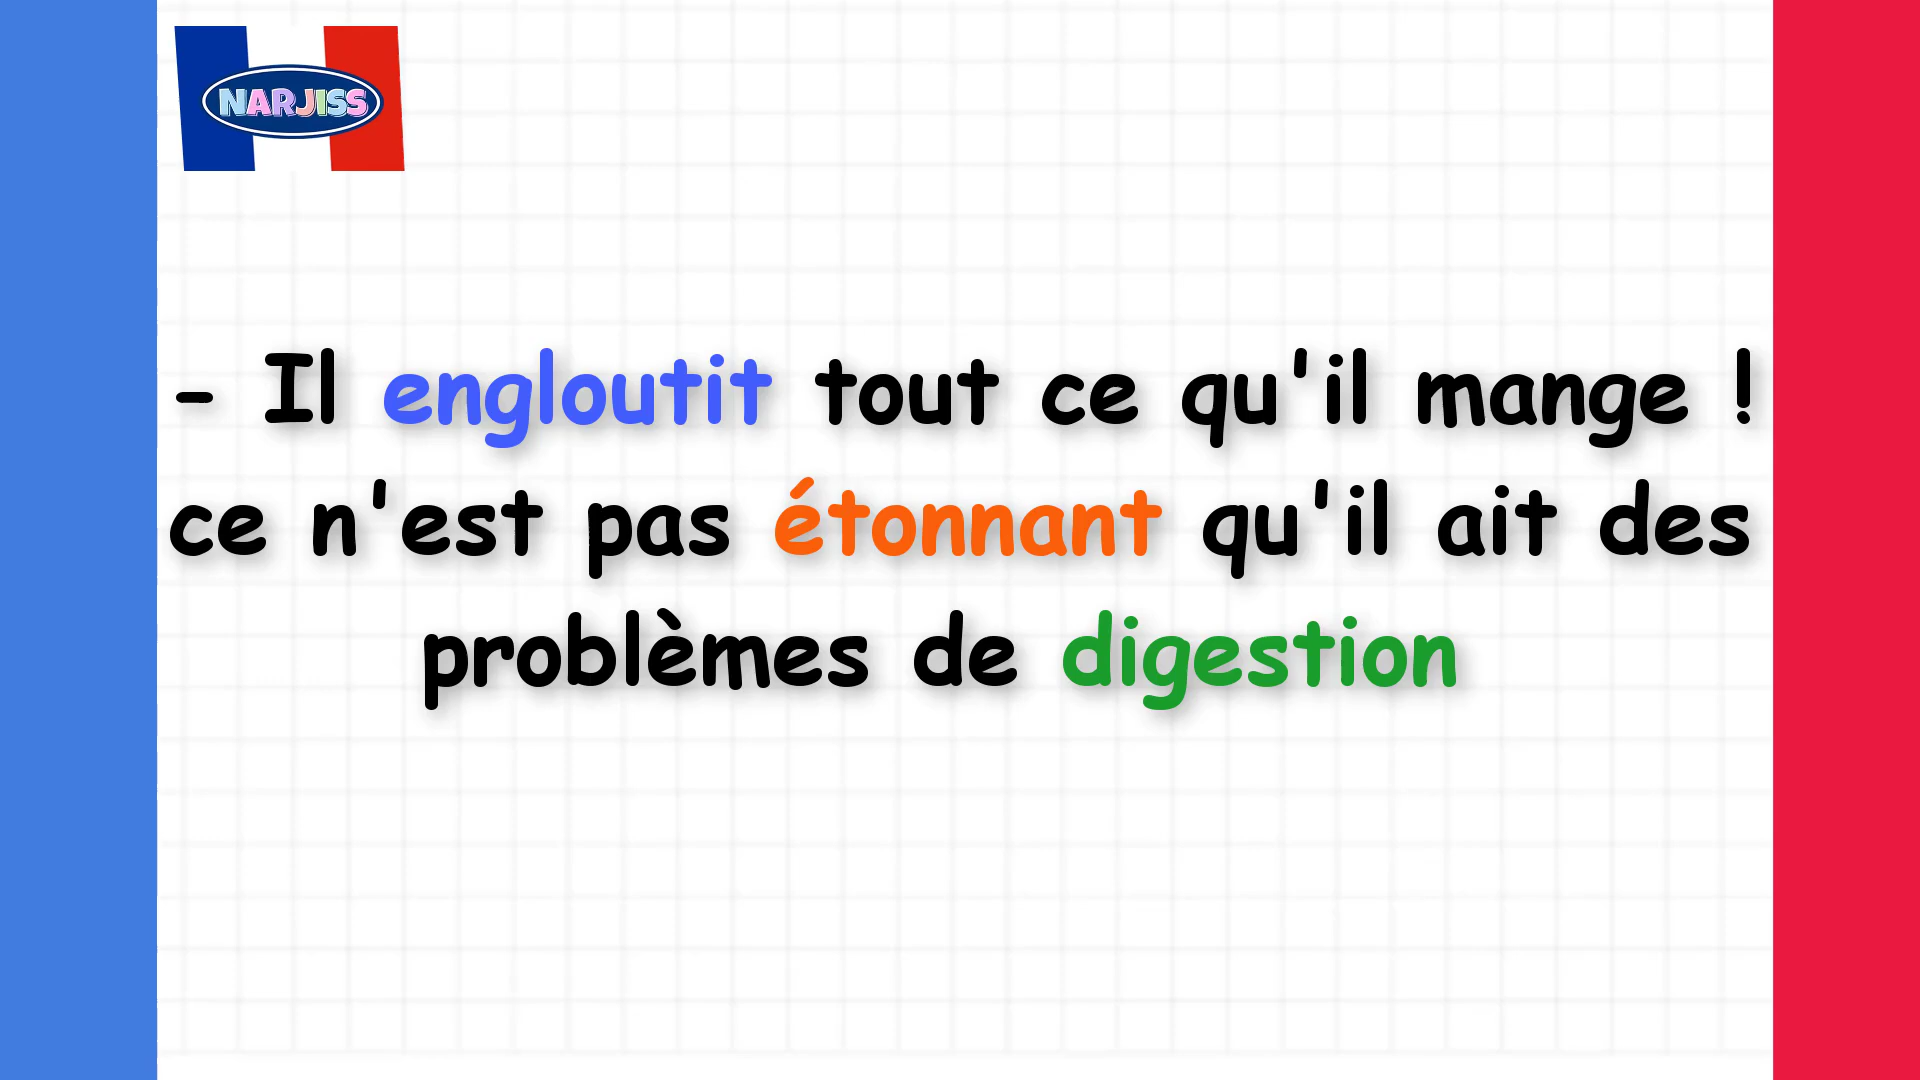 NARJISS
- Il engloutit tout ce qu'il mange !
ce n'est pas étonnant qu'il ait des
problèmes de digestion